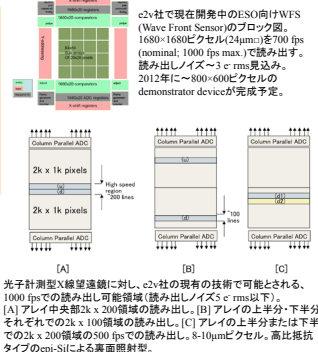 1680x20 comparators
84x84
1680x20 comparators
1680x20 ADC registers
e2v社で現在開発中のESO向けWFS
(Wave Front Sensor)のブロック図。
1680×1680ピクセル(24μm□)を700 fps
(nominal; 1000 fps max.)で読み出す。
読み出しノイズ～3 e⁻rms見込み。
2012年に～800×600ピクセルの
demonstrator deviceが完成予定。
Column Parallel ADC
2k x 1k pixels
(u)
(d)
2k x 1k pixels
Column Parallel ADC
High speed
region
~200 lines
Column Parallel ADC
(u)
(d)
Column Parallel ADC
~100
lines
Column Parallel ADC
(d1)
(d2)
Column Parallel ADC
[A]
[B]
[C]
光子計測型X線望遠鏡に対し、e2v社の現有の技術で可能とされる、
1000 fpsでの読み出し可能領域(読み出しノイズ5 e⁻rms以下)。
[A] アレイ中央部2k x 200領域の読み出し。[B] アレイの上半分・下半分
それぞれでの2k x 100領域の読み出し。[C] アレイの上半分または下半分
での2k x 200領域の500 fpsでの読み出し。8-10μmピクセル。高比抵抗
タイプのepi-Siによる裏面照射型。